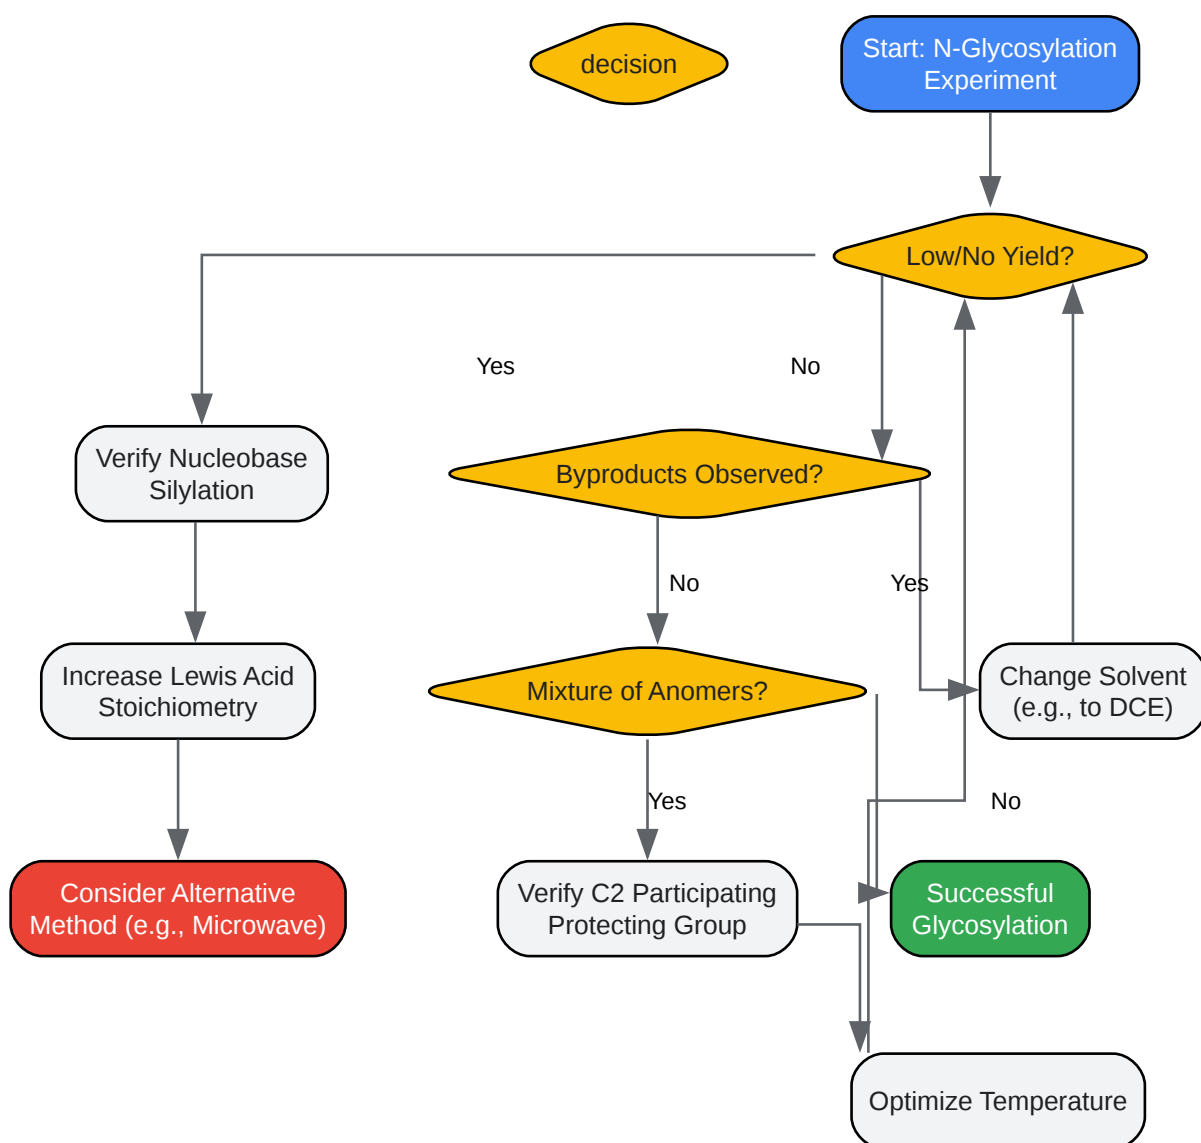 decision
Start: N-Glycosylation
Experiment
Low/No Yield?
Yes
No
Verify Nucleobase
Silylation
Byproducts Observed?
No
Yes
Increase Lewis Acid
Stoichiometry
Mixture of Anomers?
Change Solvent
(e.g., to DCE)
Yes
No
Consider Alternative
Method (e.g., Microwave)
Verify C2 Participating
Protecting Group
Successful
Glycosylation
Optimize Temperature